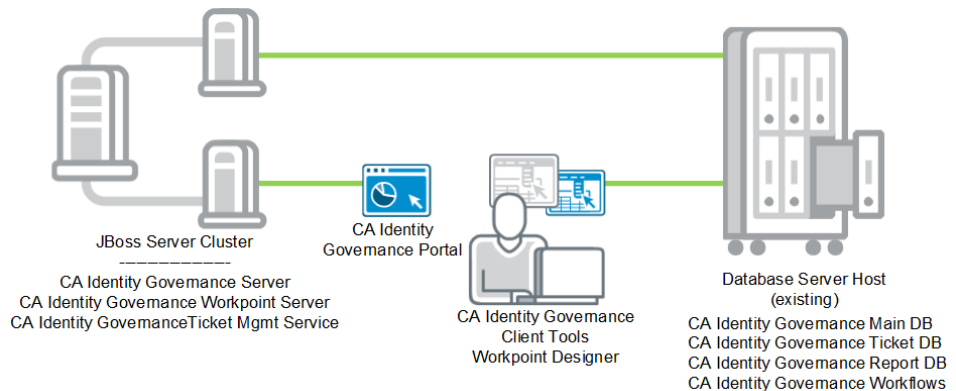 JBoss Server Cluster
--------------------
CA Identity Governance Server
CA Identity Governance Workpoint Server
CA Identity GovernanceTicket Mgmt Service
CA Identity
Governance Portal
CA Identity Governance
Client Tools
Workpoint Designer
Database Server Host
(existing)
CA Identity Governance Main DB
CA Identity Governance Ticket DB
CA Identity Governance Report DB
CA Identity Governance Workflows